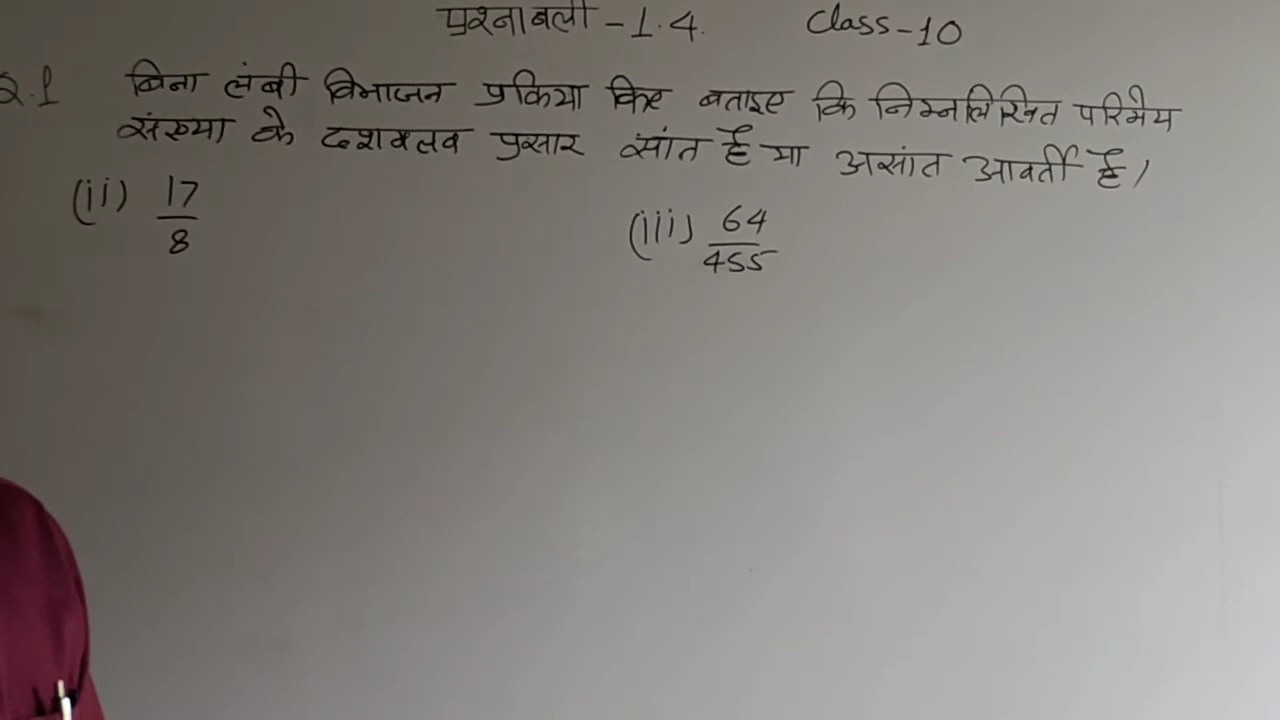 प्रश्नावली - 1.4. Class-10
Q.1 बिना लंबी विभाजन प्रक्रिया किए बताइए कि निम्नलिखित परिमेय
संख्या के दशमलव प्रसार सांत है या असांत आवर्ती है।
(ii) 17/8 (iii) 64/455